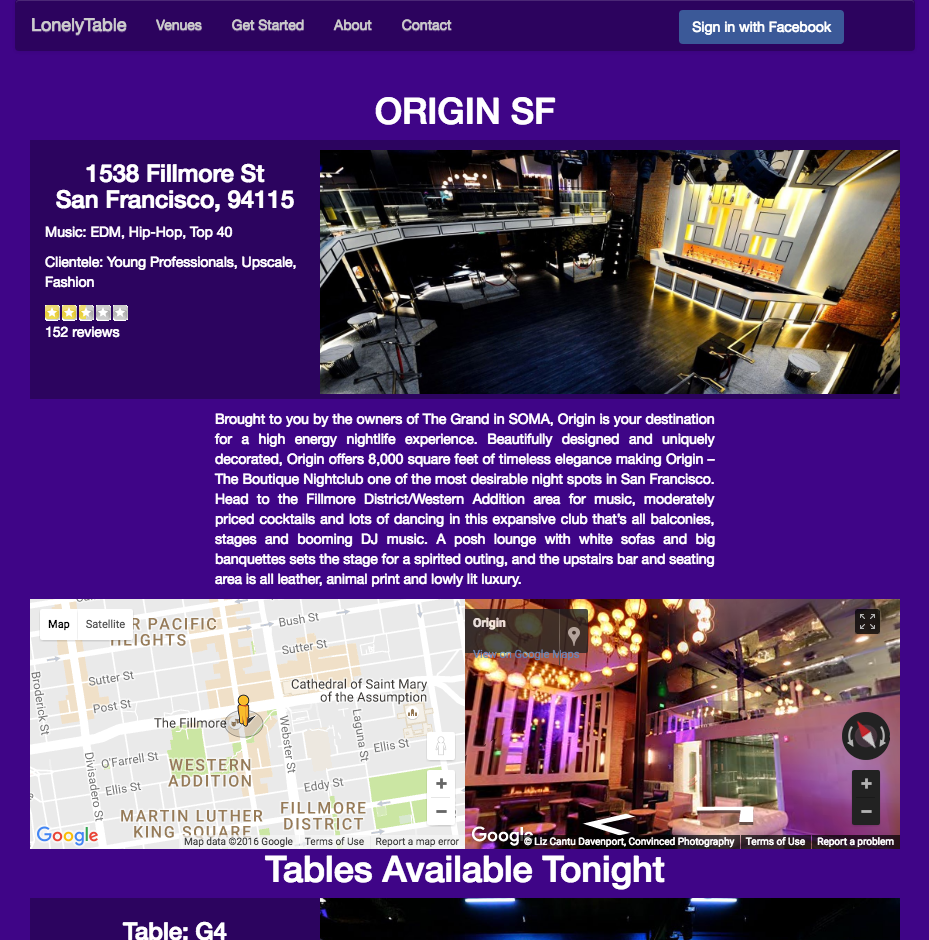 LonelyTable
Venues
Get Started
About
Contact
Sign in with Facebook
ORIGIN SF
1538 Fillmore St
San Francisco, 94115
Music: EDM, Hip-Hop, Top 40
Clientele: Young Professionals, Upscale,
Fashion
152 reviews
Brought to you by the owners of The Grand in SOMA, Origin is your destination
for a high energy nightlife experience. Beautifully designed and uniquely
decorated, Origin offers 8,000 square feet of timeless elegance making Origin –
The Boutique Nightclub one of the most desirable night spots in San Francisco.
Head to the Fillmore District/Western Addition area for music, moderately
priced cocktails and lots of dancing in this expansive club that's all balconies,
stages and booming DJ music. A posh lounge with white sofas and big
banquettes sets the stage for a spirited outing, and the upstairs bar and seating
area is all leather, animal print and lowly lit luxury.
Map
Satellite
R PACIFIC
HEIGHTS
Bush St
Sutter St
Sutter St
Cathedral of Saint Mary
of the Assumption
Broderick St
Post St
The Fillmore
Webster St
Laguna St
Ellis St
O'Farrell St
WESTERN
ADDITION
Divisadero St
Ellis St
Eddy St
MARTIN LUTHER
KING SQUARE
FILLMORE
DISTRICT
Google
Map data ©2016 Google
Terms of Use
Report a map error
Origin
View on Google Maps
Google
© Liz Cantu Davenport, Convinced Photography
Terms of Use
Report a problem
Tables Available Tonight
Table: G4